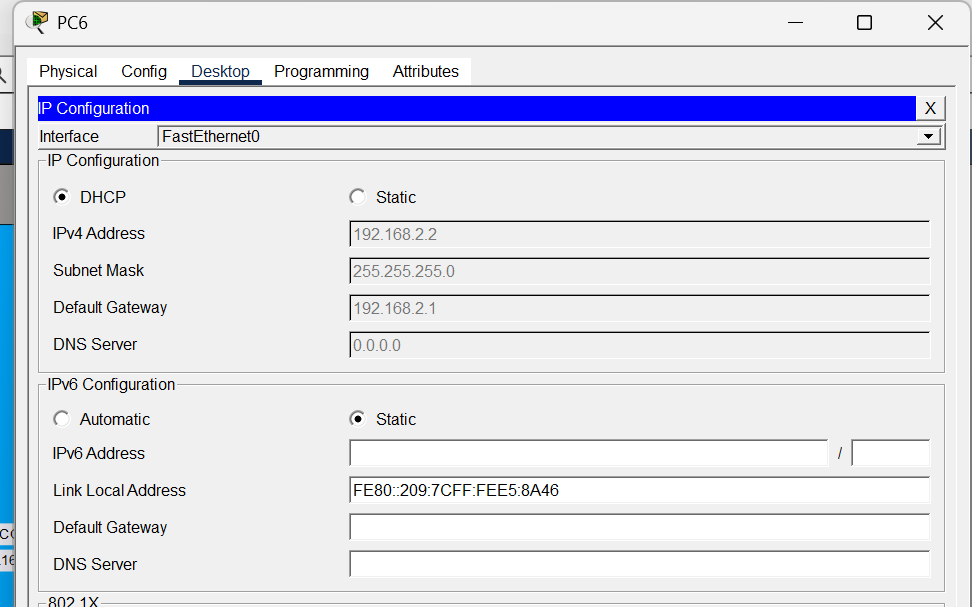 PC6
Physical Config Desktop Programming Attributes
IP Configuration X
Interface FastEthernet0
IP Configuration
DHCP Static
IPv4 Address 192.168.2.2
Subnet Mask 255.255.255.0
Default Gateway 192.168.2.1
DNS Server 0.0.0.0
IPv6 Configuration
Automatic Static
IPv6 Address /
Link Local Address FE80::209:7CFF:FEE5:8A46
Default Gateway
DNS Server
802.1X